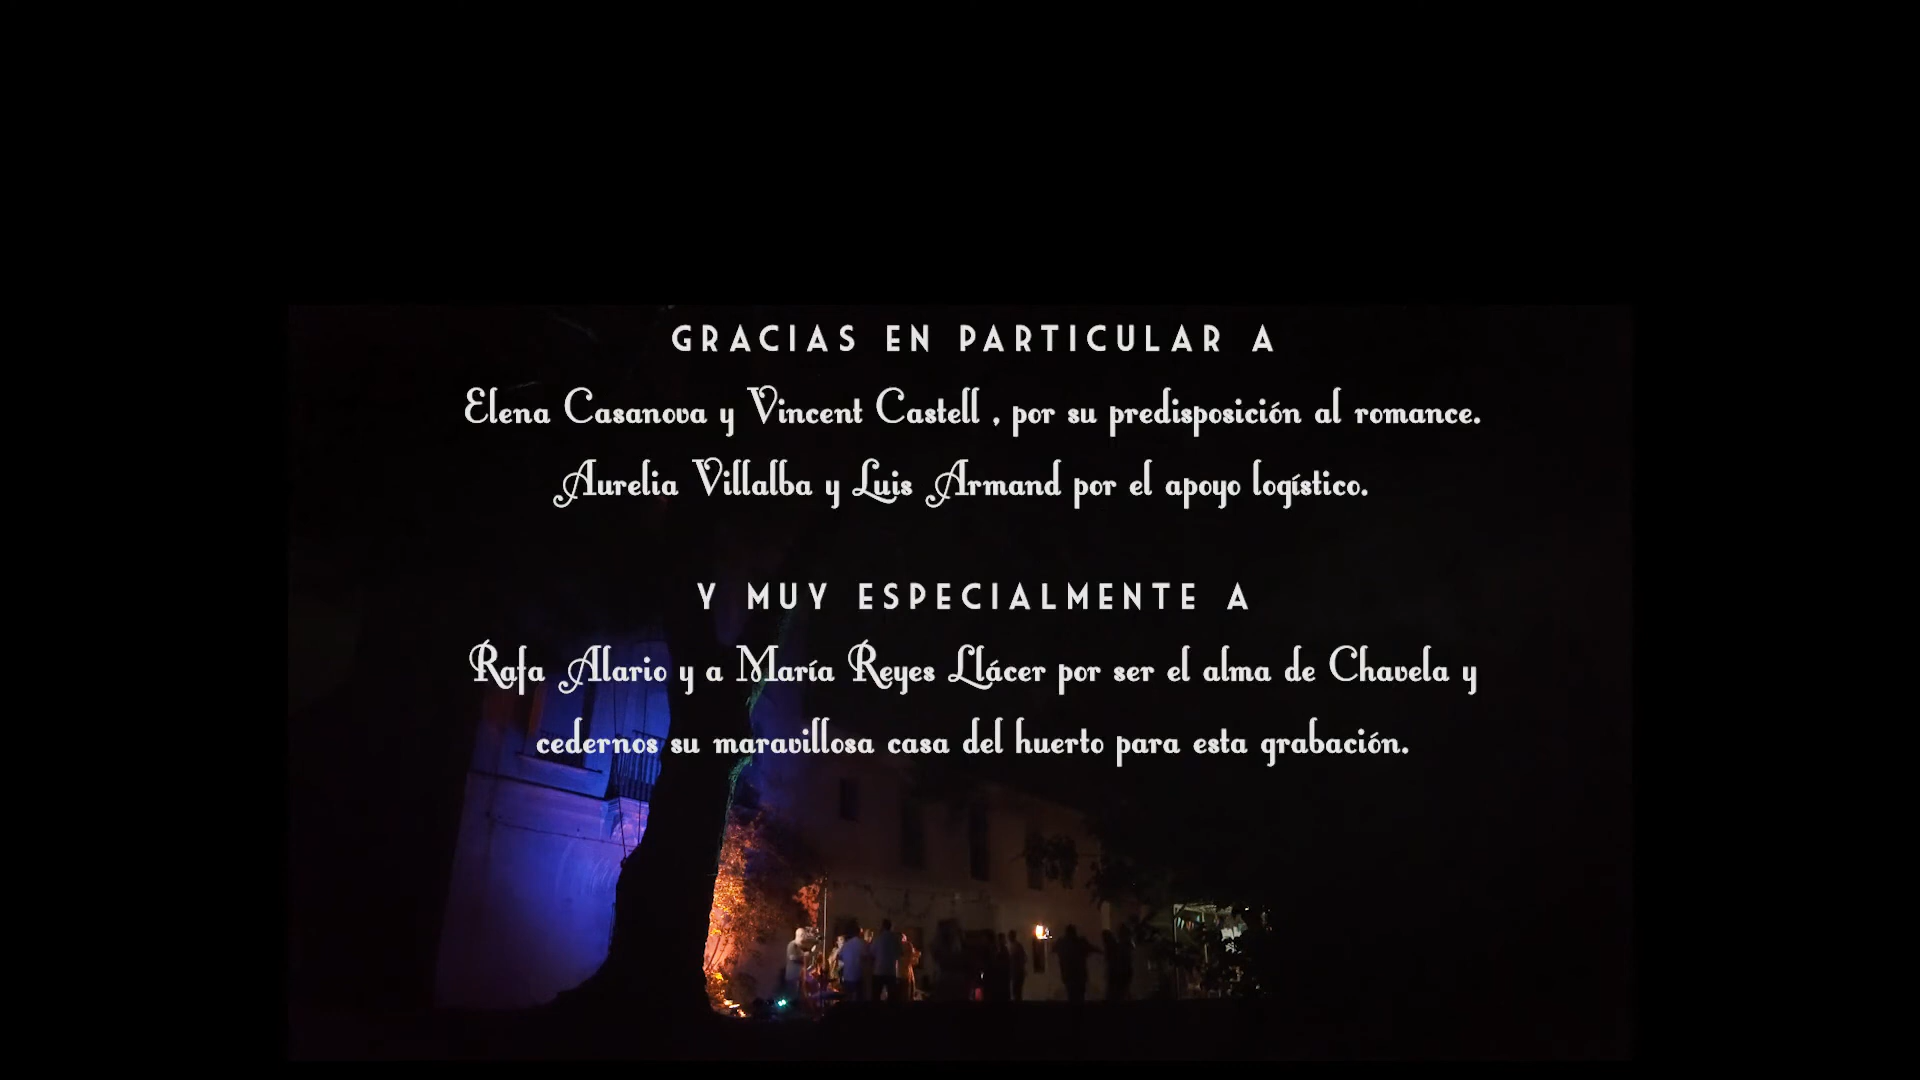 GRACIAS EN PARTICULAR A
Elena Casanova y Vincent Castell , por su predisposición al romance.
Aurelia Villalba y Luis Armand por el apoyo logístico.
Y MUY ESPECIALMENTE A
Rafa Alario y a María Reyes Llácer por ser el alma de Chavela y
cedernos su maravillosa casa del huerto para esta grabación.